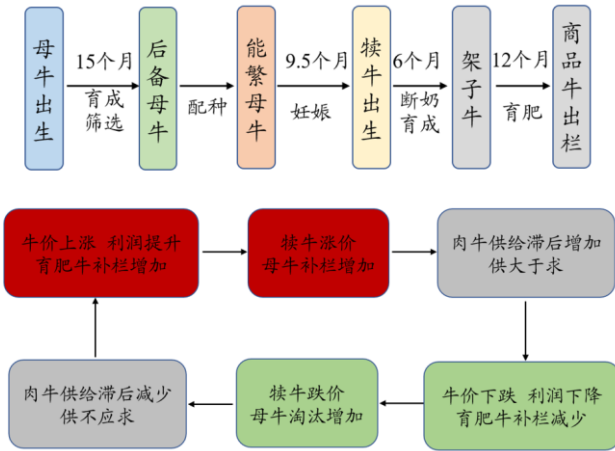 母牛出生
15个月
育成
筛选
后备母牛
配种
能繁母牛
9.5个月
妊娠
犊牛出生
6个月
断奶
育成
架子牛
12个月
育肥
商品牛出栏
牛价上涨 利润提升
育肥牛补栏增加
犊牛涨价
母牛补栏增加
肉牛供给滞后增加
供大于求
肉牛供给滞后减少
供不应求
犊牛跌价
母牛淘汰增加
牛价下跌 利润下降
育肥牛补栏减少